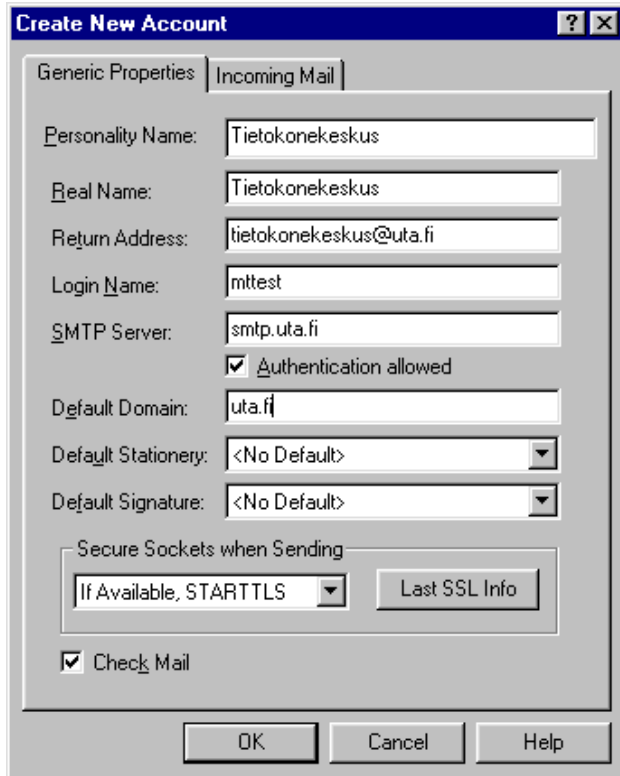 Create New Account
Generic Properties Incoming Mail
Personality Name: Tietokonekeskus
Real Name: Tietokonekeskus
Return Address: tietokonekeskus@uta.fi
Login Name: mttest
SMTP Server: smtp.uta.fi
Authentication allowed
Default Domain: uta.fi
Default Stationery: <No Default>
Default Signature: <No Default>
Secure Sockets when Sending
If Available, STARTTLS Last SSL Info
Check Mail
OK Cancel Help